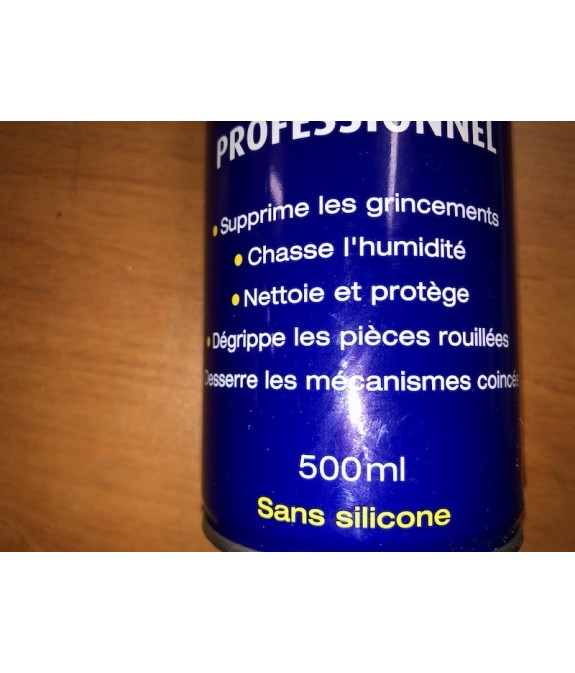 PROFESSIONNEL
• Supprime les grincements
• Chasse l'humidité
• Nettoie et protège
• Dégrippe les pièces rouillées
Desserre les mécanismes coincés
500ml
Sans silicone